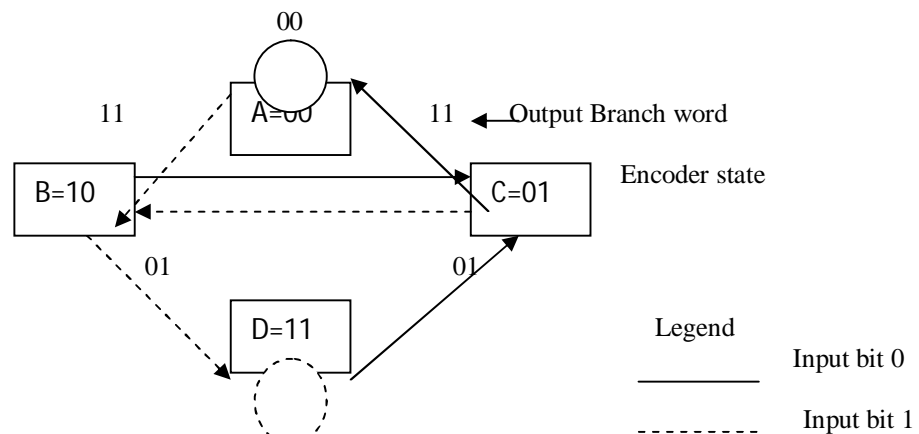 00
11
A=00
11
Output Branch word
B=10
C=01
Encoder state
01
01
D=11
Legend
Input bit 0
Input bit 1